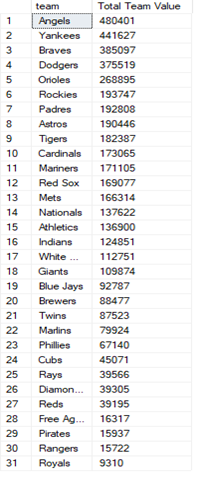 team Total Team Value
1 Angels 480401
2 Yankees 441627
3 Braves 385097
4 Dodgers 375519
5 Orioles 268895
6 Rockies 193747
7 Padres 192808
8 Astros 190446
9 Tigers 182387
10 Cardinals 173065
11 Mariners 171105
12 Red Sox 169077
13 Mets 166314
14 Nationals 137622
15 Athletics 136900
16 Indians 124851
17 White ... 112751
18 Giants 109874
19 Blue Jays 92787
20 Brewers 88477
21 Twins 87523
22 Marlins 79924
23 Phillies 67140
24 Cubs 45071
25 Rays 39566
26 Diamon... 39305
27 Reds 39195
28 Free Ag... 16317
29 Pirates 15937
30 Rangers 15722
31 Royals 9310